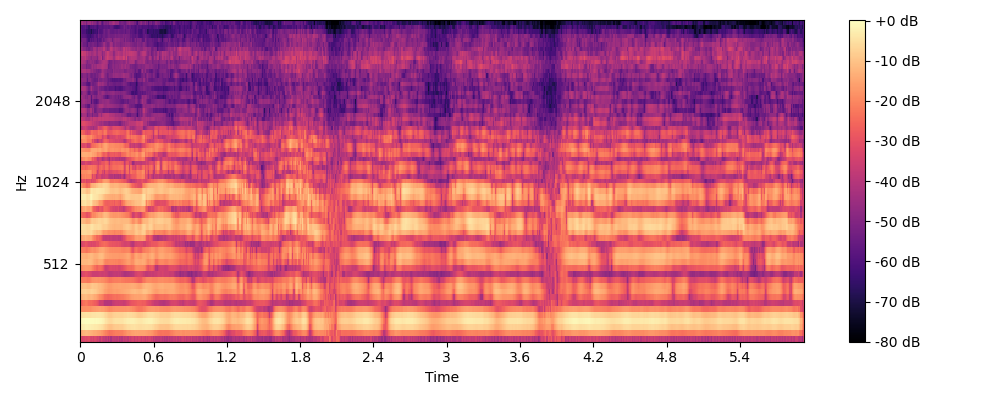 +0 dB
-10 dB
2048
-20 dB
-30 dB
Hz
1024
-40 dB
-50 dB
512
-60 dB
-70 dB
-80 dB
0 0.6 1.2 1.8 2.4 3 3.6 4.2 4.8 5.4
Time